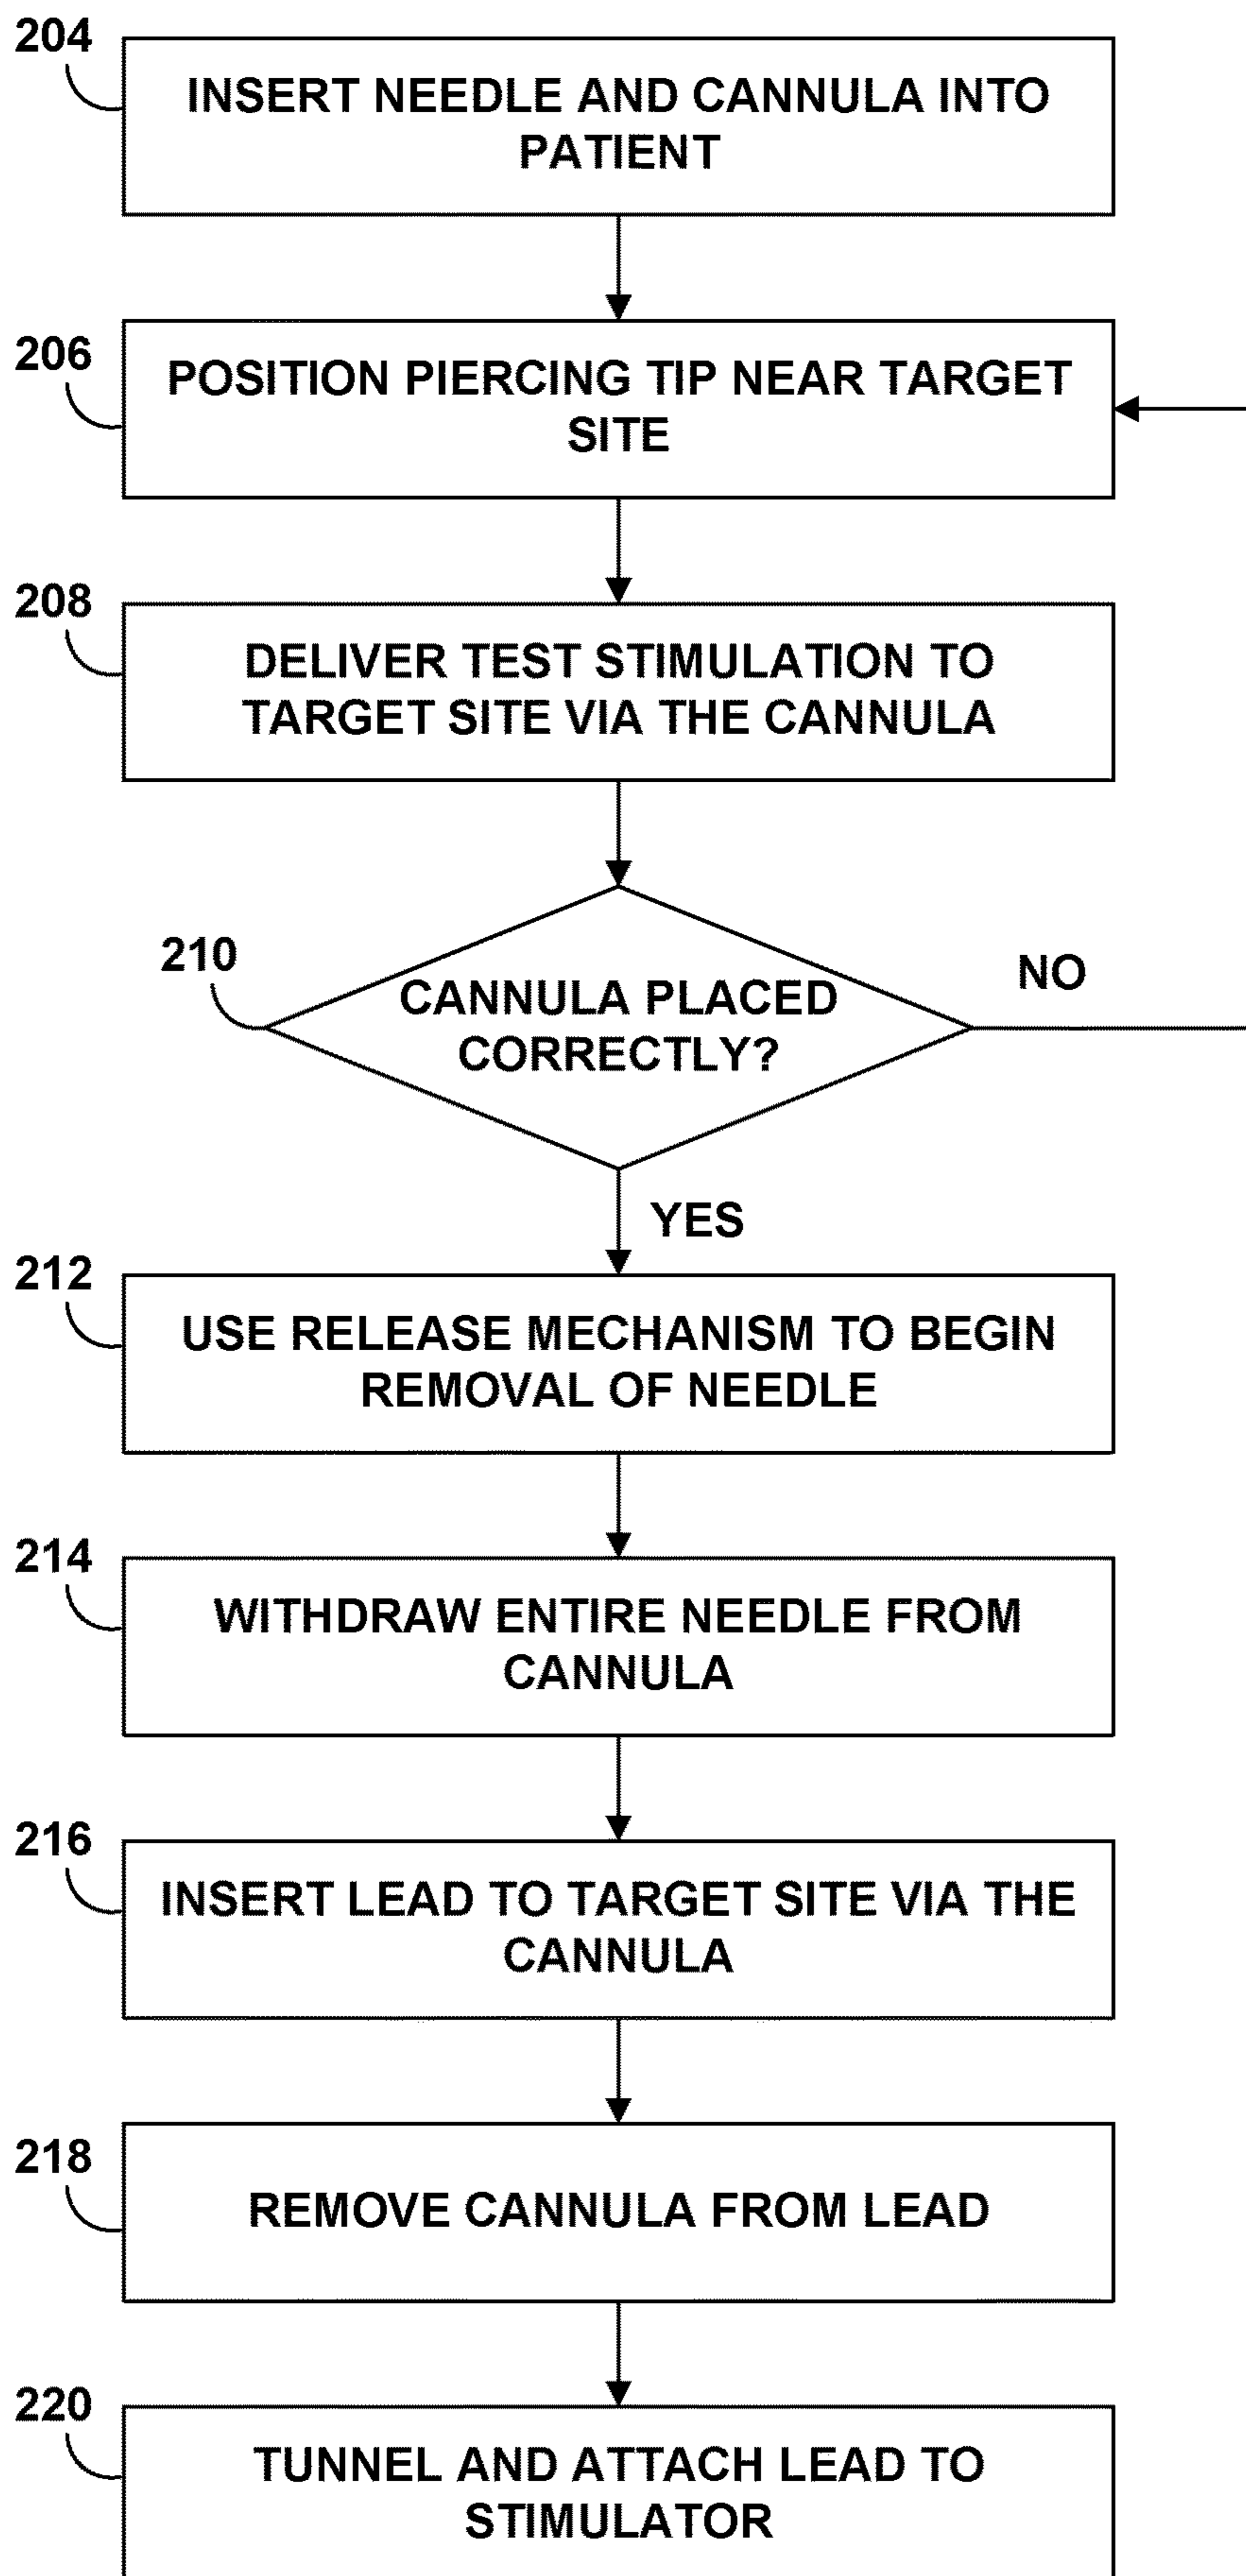 204
INSERT NEEDLE AND CANNULA INTO
PATIENT
206
POSITION PIERCING TIP NEAR TARGET
SITE
208
DELIVER TEST STIMULATION TO
TARGET SITE VIA THE CANNULA
210
CANNULA PLACED
CORRECTLY?
NO
YES
212
USE RELEASE MECHANISM TO BEGIN
REMOVAL OF NEEDLE
214
WITHDRAW ENTIRE NEEDLE FROM
CANNULA
216
INSERT LEAD TO TARGET SITE VIA THE
CANNULA
218
REMOVE CANNULA FROM LEAD
220
TUNNEL AND ATTACH LEAD TO
STIMULATOR